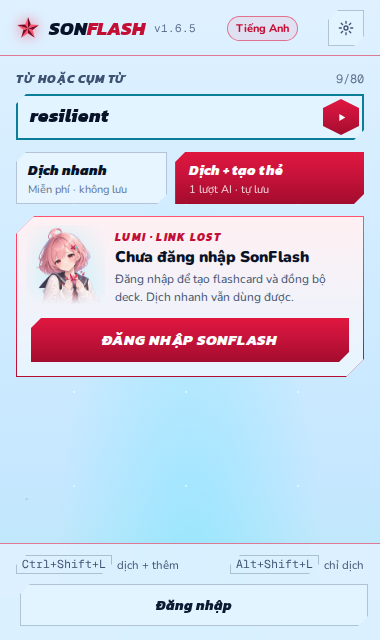 SONFLASH v1.6.5 Tiếng Anh
TỪ HOẶC CỤM TỪ 9/80
resilient
Dịch nhanh
Miễn phí · không lưu
Dịch + tạo thẻ
1 lượt AI · tự lưu
LUMI · LINK LOST
Chưa đăng nhập SonFlash
Đăng nhập để tạo flashcard và đồng bộ
deck. Dịch nhanh vẫn dùng được.
ĐĂNG NHẬP SONFLASH
Ctrl+Shift+L dịch + thêm Alt+Shift+L chỉ dịch
Đăng nhập